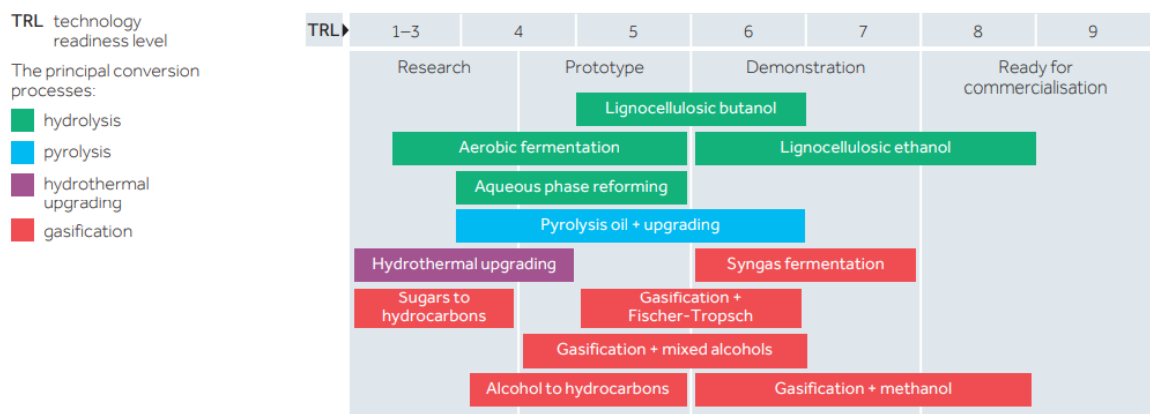 TRL technology
readiness level
The principal conversion
processes:
hydrolysis
pyrolysis
hydrothermal
upgrading
gasification
TRL 1–3 4 5 6 7 8 9
Research Prototype Demonstration Ready for
commercialisation
Lignocellulosic butanol
Aerobic fermentation Lignocellulosic ethanol
Aqueous phase reforming
Pyrolysis oil + upgrading
Hydrothermal upgrading Syngas fermentation
Sugars to
hydrocarbons
Gasification +
Fischer-Tropsch
Gasification + mixed alcohols
Alcohol to hydrocarbons Gasification + methanol